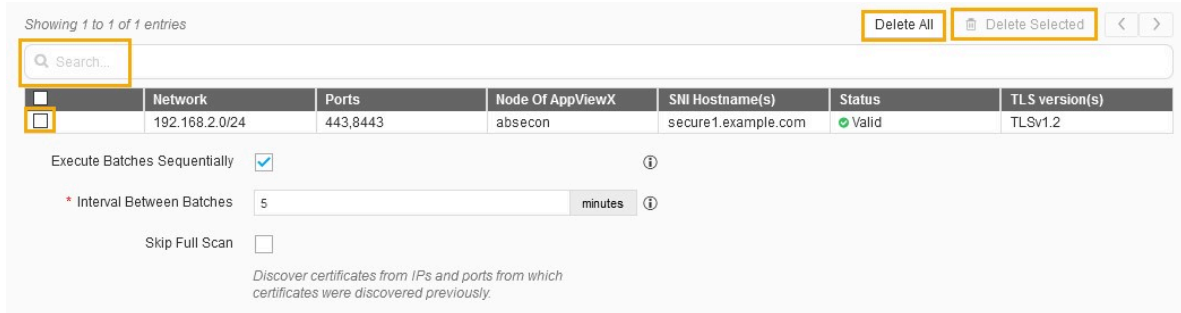 Showing 1 to 1 of 1 entries Delete All Delete Selected
Search...
Network Ports Node Of AppViewX SNI Hostname(s) Status TLS version(s)
192.168.2.0/24 443,8443 absecon secure1.example.com Valid TLSv1.2
Execute Batches Sequentially
* Interval Between Batches 5 minutes
Skip Full Scan
Discover certificates from IPs and ports from which
certificates were discovered previously.